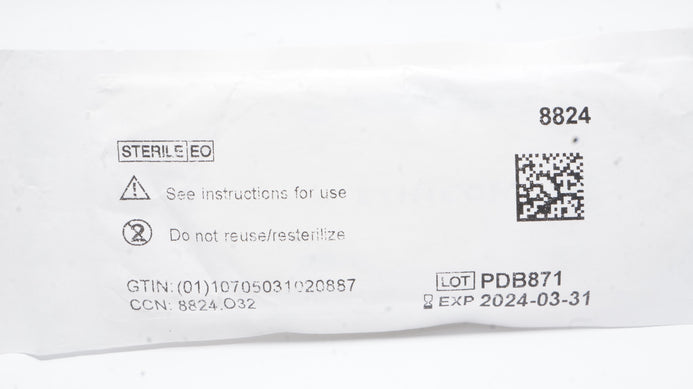 8824
STERILE EO
See instructions for use
Do not reuse/resterilize
GTIN: (01)10705031020887
CCN: 8824.O32
LOT PDB871
EXP 2024-03-31